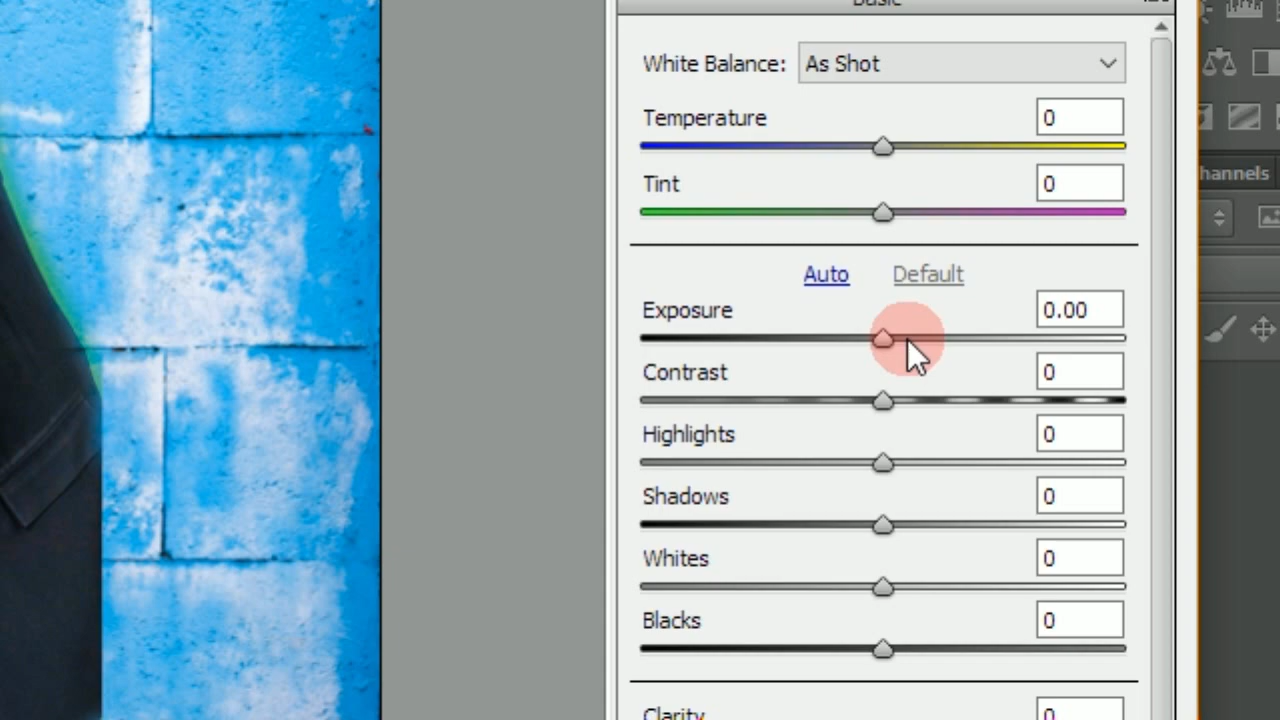 Basic
White Balance: As Shot
Temperature 0
Tint 0
Auto Default
Exposure 0.00
Contrast 0
Highlights 0
Shadows 0
Whites 0
Blacks 0
Clarity 0
hannels